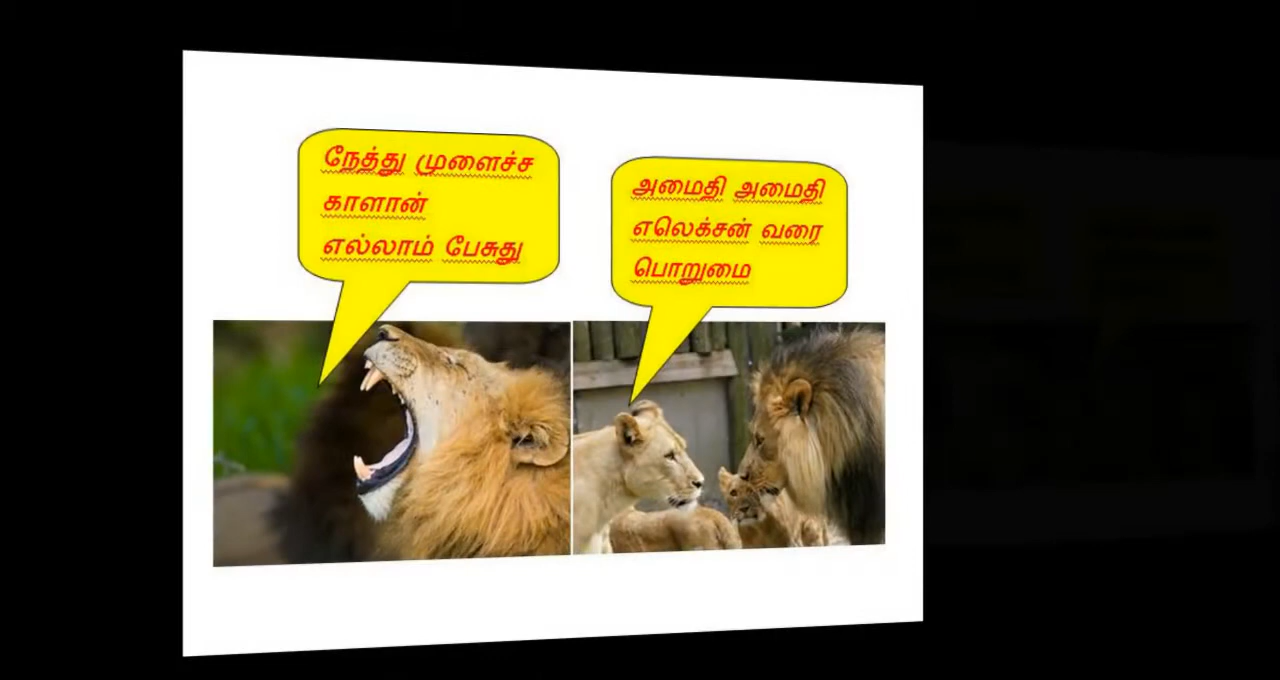 நேத்து முளைச்ச
காளான்
எல்லாம் பேசுது
அமைதி அமைதி
எலெக்சன் வரை
பொறுமை